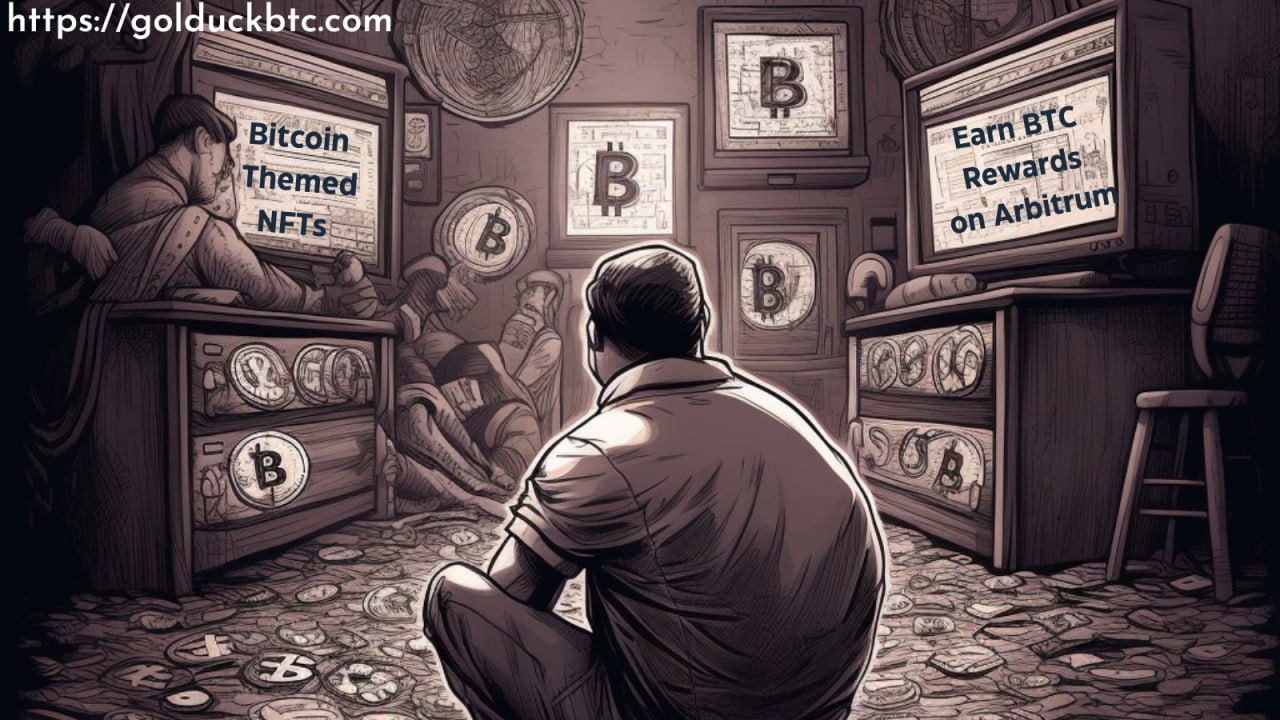 https://golduckbtc.com
Bitcoin
Themed
NFTs
Earn BTC
Rewards
on Arbitrum